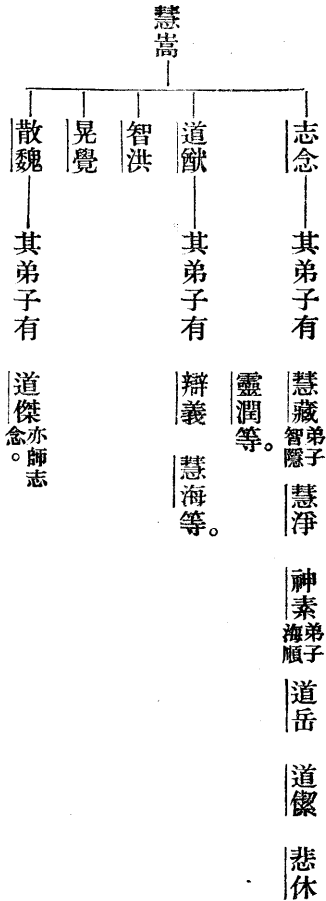 慧嵩
志念 其弟子有 慧藏 弟子智隱 慧淨 神素 弟子海順 道岳 道 悲休
靈潤等。
道猷 其弟子有 辯義 慧海等。
智洪
晃覺
散魏 其弟子有 道傑 亦師志念。